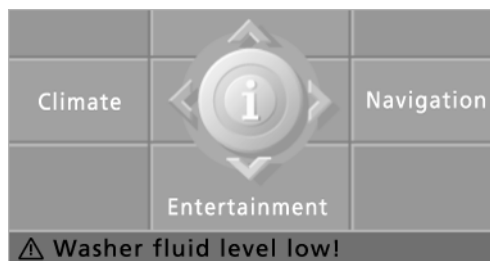 Climate
i
Navigation
Entertainment
Washer fluid level low!